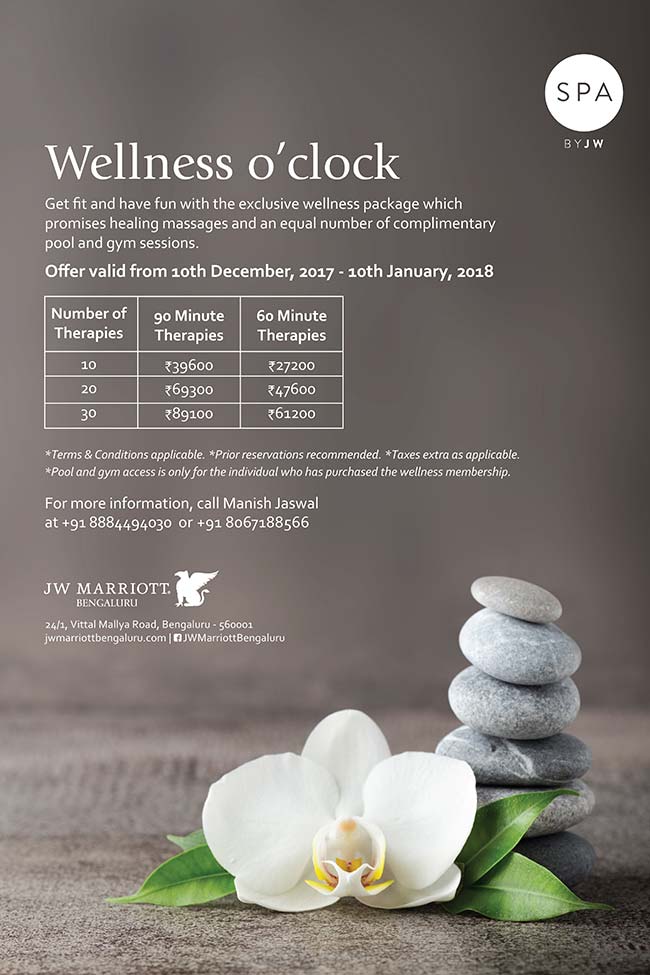 SPA
BY JW
Wellness o'clock
Get fit and have fun with the exclusive wellness package which
promises healing massages and an equal number of complimentary
pool and gym sessions.
Offer valid from 10th December, 2017 - 10th January, 2018
Number of Therapies 90 Minute Therapies 60 Minute Therapies
10 ₹39600 ₹27200
20 ₹69300 ₹47600
30 ₹89100 ₹61200
*Terms & Conditions applicable. *Prior reservations recommended. *Taxes extra as applicable.
*Pool and gym access is only for the individual who has purchased the wellness membership.
For more information, call Manish Jaswal
at +91 8884494030 or +91 8067188566
JW MARRIOTT
BENGALURU
24/1, Vittal Mallya Road, Bengaluru - 560001
jwmarriottbengaluru.com | JWMarriottBengaluru